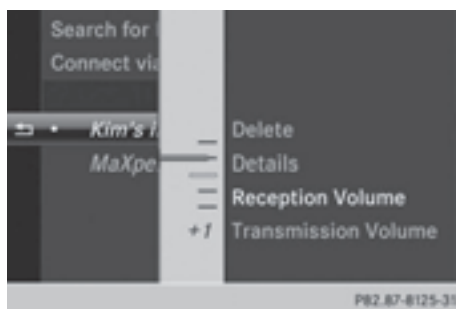 Search for
Connect via
Kim's i
MaXpe
Delete
Details
Reception Volume
+1 Transmission Volume
P82.87-8125-31